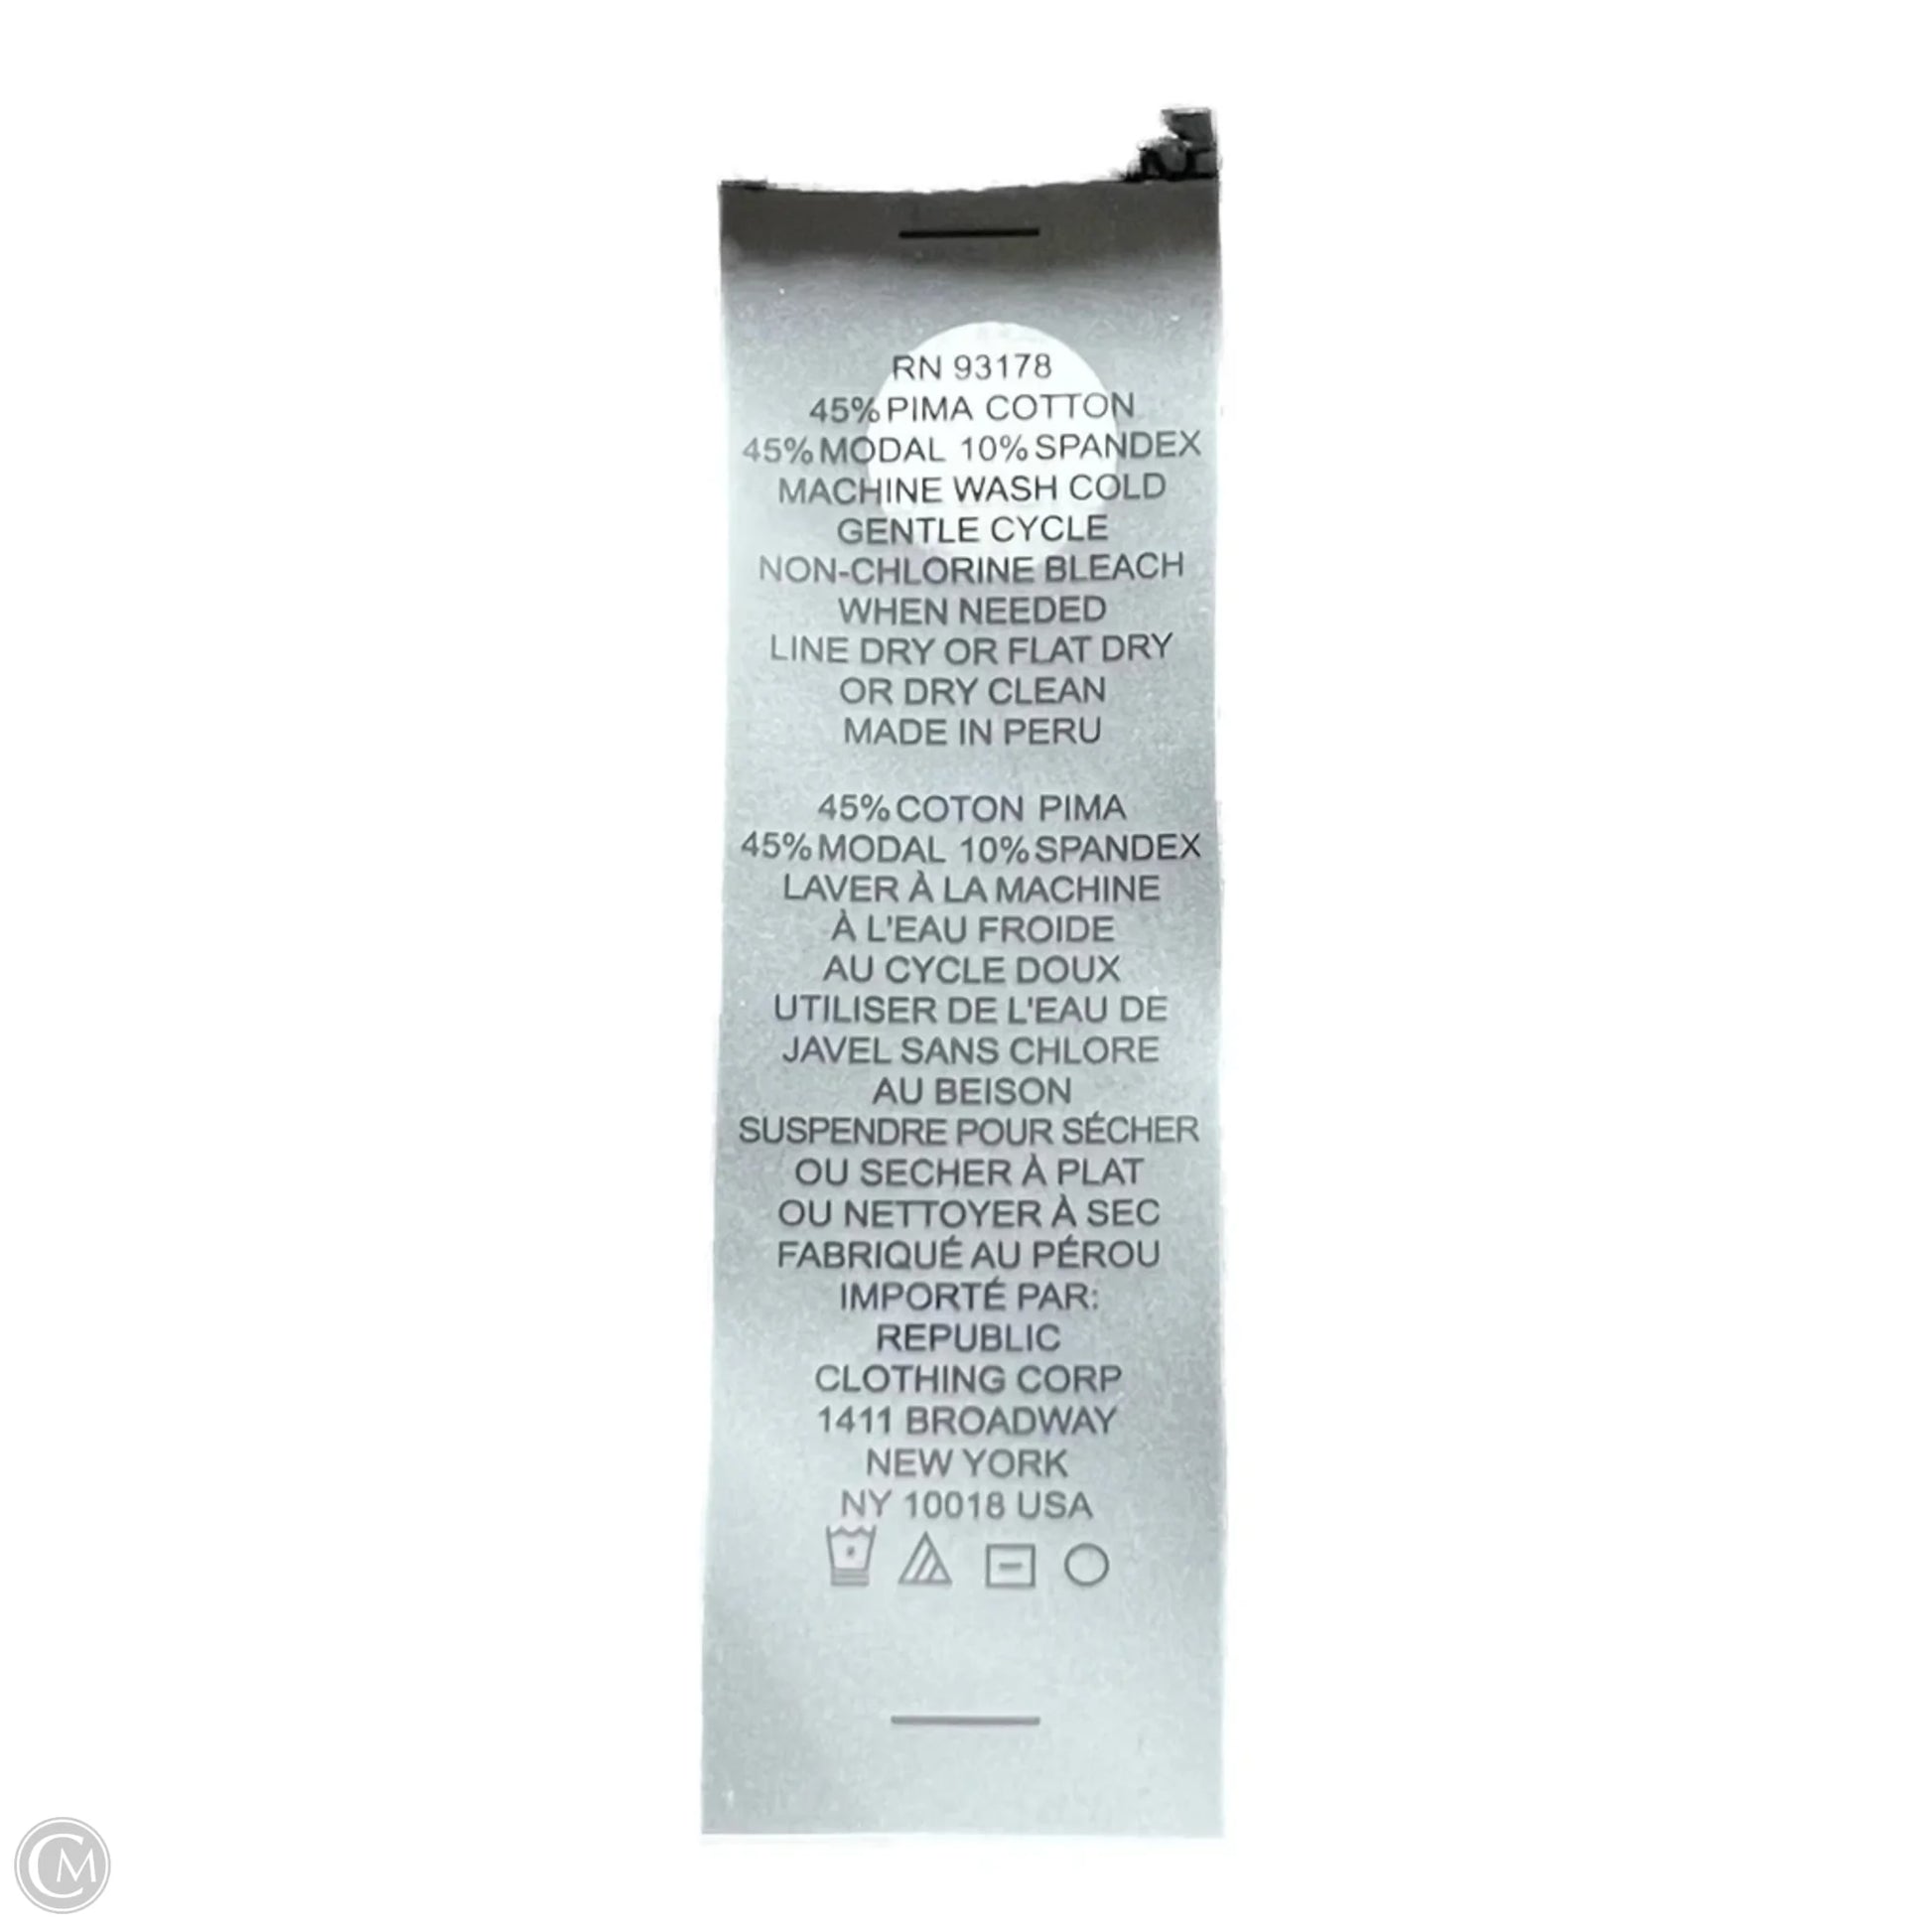 RN 93178
45% PIMA COTTON
45% MODAL 10% SPANDEX
MACHINE WASH COLD
GENTLE CYCLE
NON-CHLORINE BLEACH
WHEN NEEDED
LINE DRY OR FLAT DRY
OR DRY CLEAN
MADE IN PERU
45% COTON PIMA
45% MODAL 10% SPANDEX
LAVER À LA MACHINE
À L'EAU FROIDE
AU CYCLE DOUX
UTILISER DE L'EAU DE
JAVEL SANS CHLORE
AU BEISON
SUSPENDRE POUR SÉCHER
OU SECHER À PLAT
OU NETTOYER À SEC
FABRIQUÉ AU PÉROU
IMPORTÉ PAR:
REPUBLIC
CLOTHING CORP
1411 BROADWAY
NEW YORK
NY 10018 USA
CM